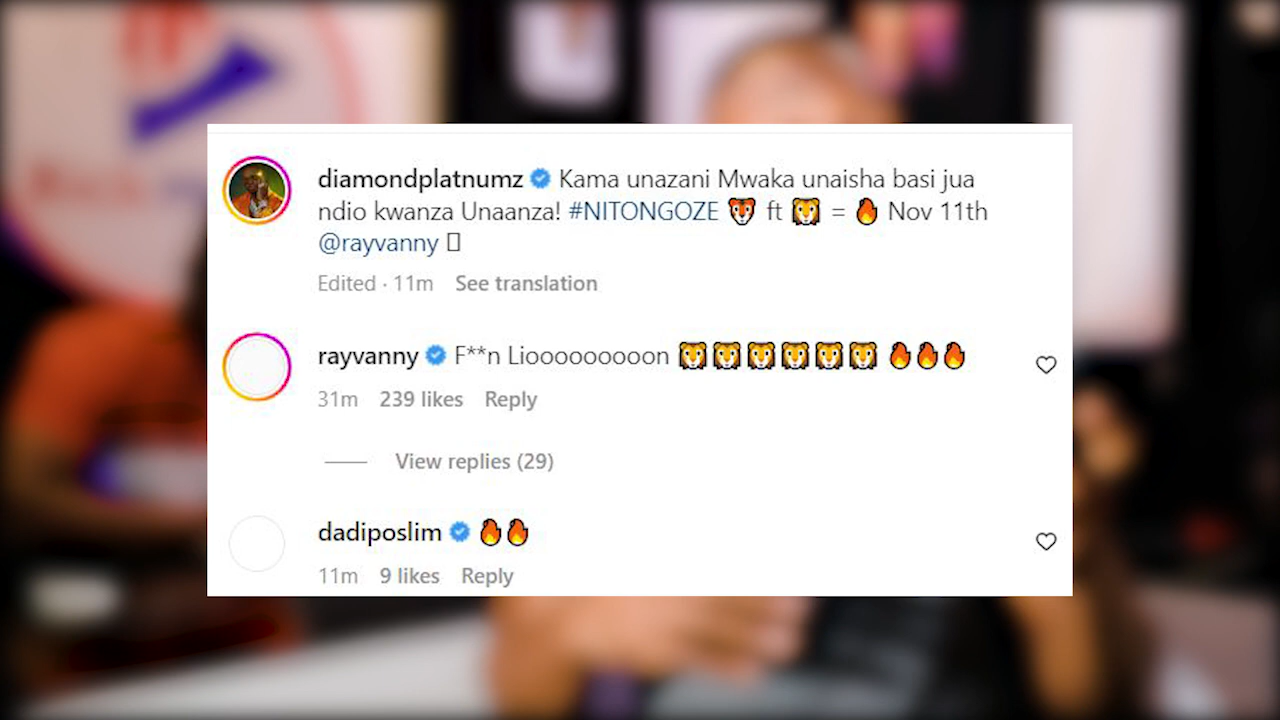 diamondplatnumz Kama unazani Mwaka unaisha basi jua
ndio kwanza Unaanza! #NITONGOZE 🐯 ft 🦁 = 🔥 Nov 11th
@rayvanny
Edited · 11m See translation
rayvanny F**n Liooooooooon 🦁🦁🦁🦁🦁🦁 🔥🔥🔥
31m 239 likes Reply
View replies (29)
dadiposlim 🔥🔥
11m 9 likes Reply